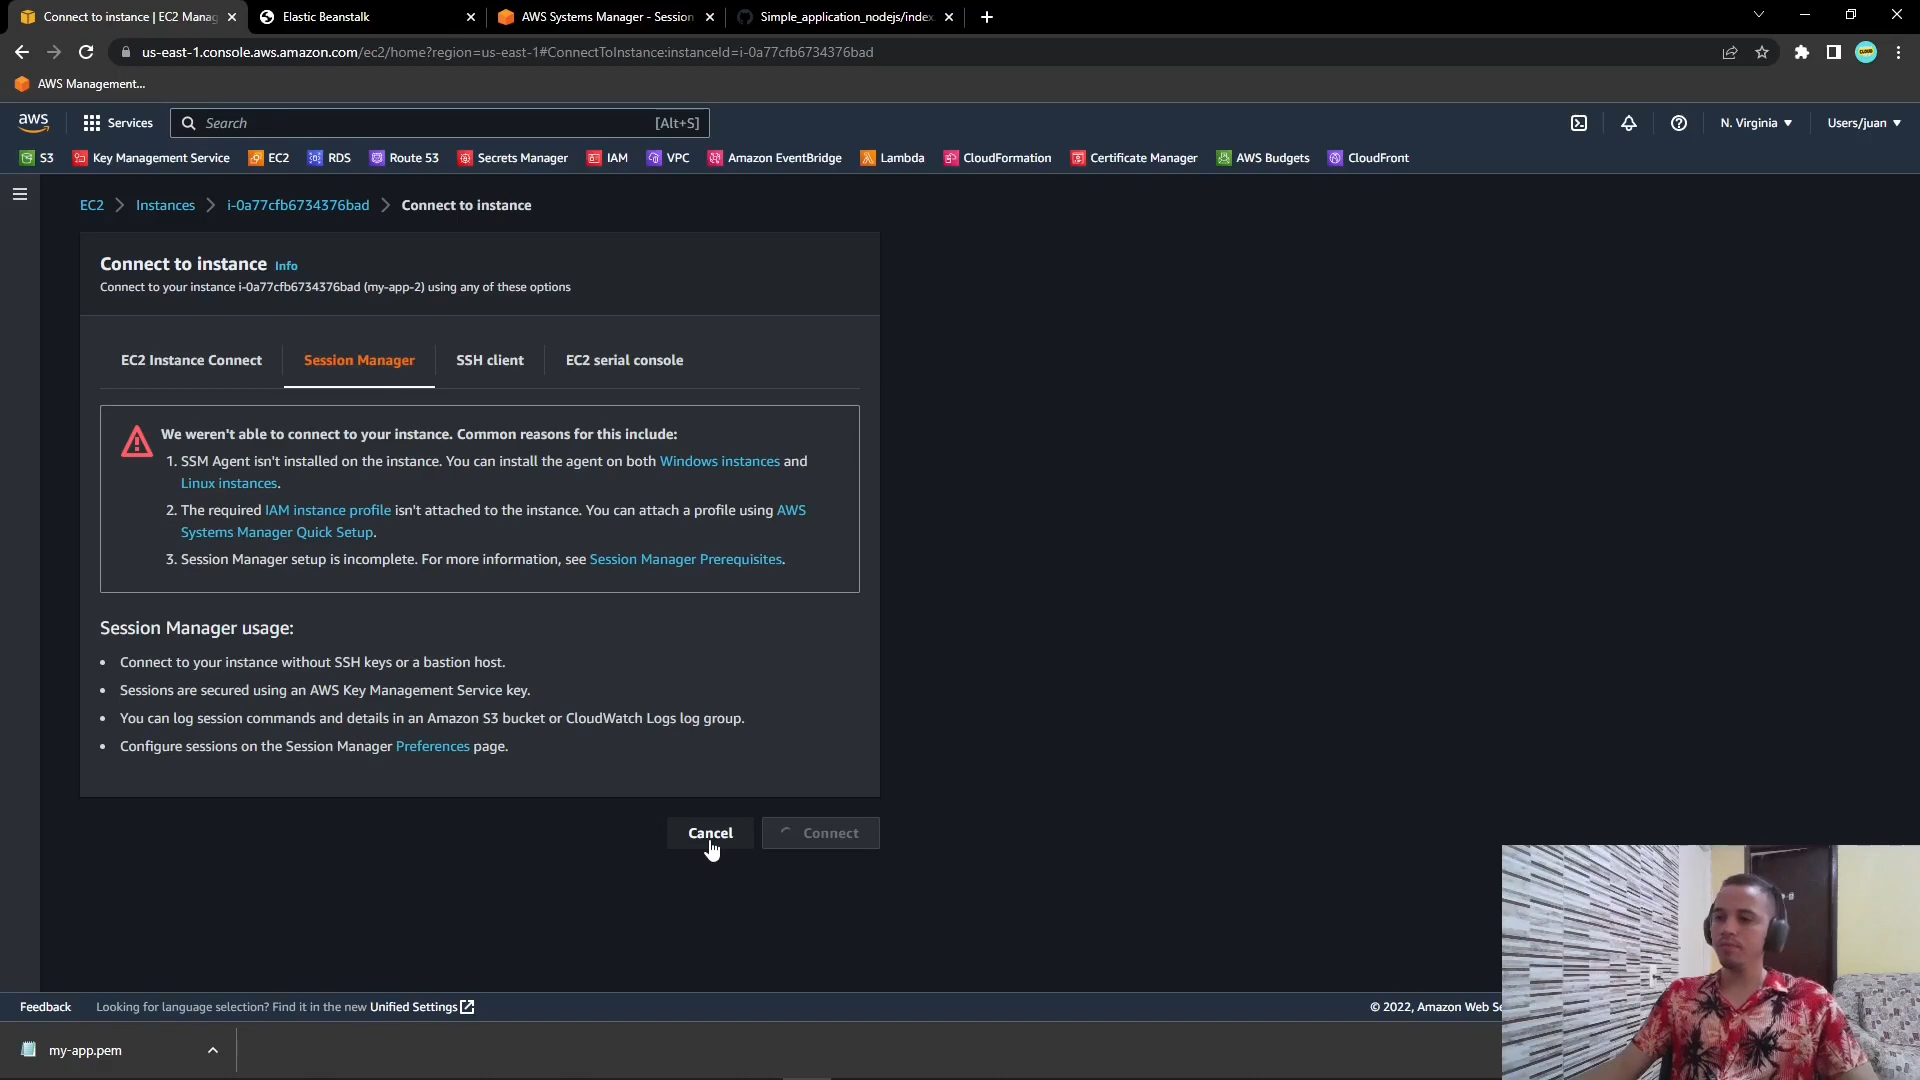 Connect to instance | EC2 Manag
Elastic Beanstalk
AWS Systems Manager - Session
Simple_application_nodejs/index
us-east-1.console.aws.amazon.com/ec2/home?region=us-east-1#ConnectToInstance:instanceId=i-0a77cfb6734376bad
AWS Management...
aws
Services
Search
[Alt+S]
N. Virginia
Users/juan
S3
Key Management Service
EC2
RDS
Route 53
Secrets Manager
IAM
VPC
Amazon EventBridge
Lambda
CloudFormation
Certificate Manager
AWS Budgets
CloudFront
EC2
Instances
i-0a77cfb6734376bad
Connect to instance
Connect to instance Info
Connect to your instance i-0a77cfb6734376bad (my-app-2) using any of these options
EC2 Instance Connect
Session Manager
SSH client
EC2 serial console
We weren't able to connect to your instance. Common reasons for this include:
1. SSM Agent isn't installed on the instance. You can install the agent on both Windows instances and
Linux instances.
2. The required IAM instance profile isn't attached to the instance. You can attach a profile using AWS
Systems Manager Quick Setup.
3. Session Manager setup is incomplete. For more information, see Session Manager Prerequisites.
Session Manager usage:
• Connect to your instance without SSH keys or a bastion host.
• Sessions are secured using an AWS Key Management Service key.
• You can log session commands and details in an Amazon S3 bucket or CloudWatch Logs log group.
• Configure sessions on the Session Manager Preferences page.
Cancel
Connect
Feedback
Looking for language selection? Find it in the new Unified Settings
© 2022, Amazon Web Se
my-app.pem